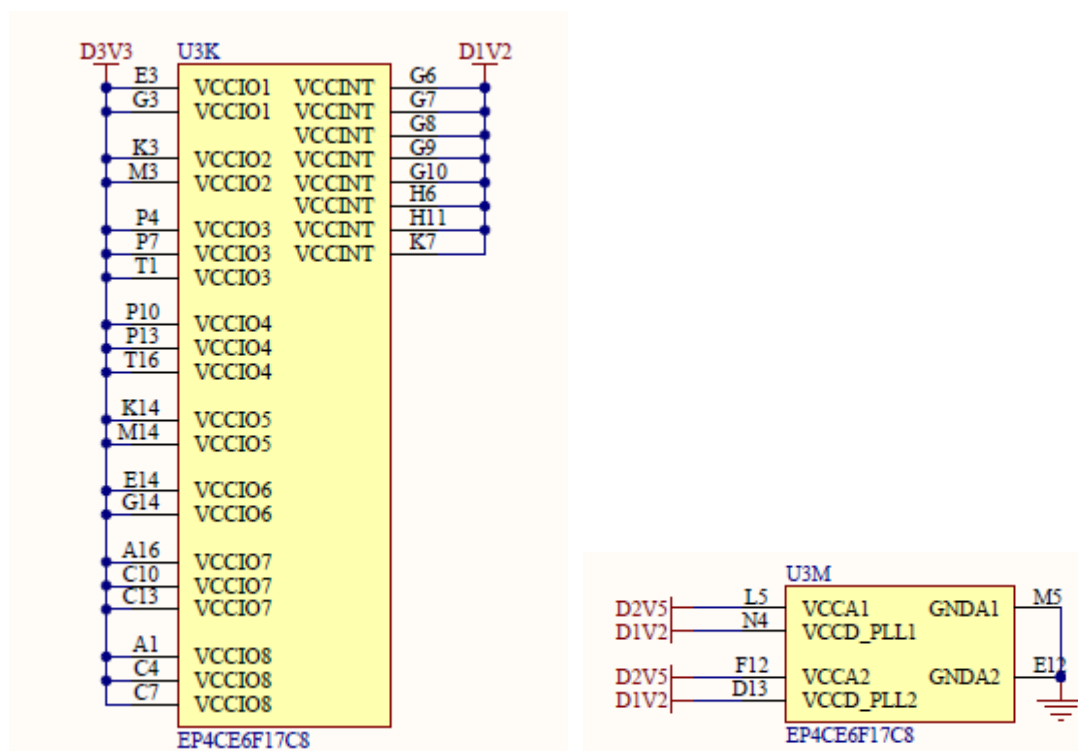 D3V3 U3K D1V2
E3 VCCIO1 VCCINT G6
G3 VCCIO1 VCCINT G7
VCCINT G8
K3 VCCIO2 VCCINT G9
M3 VCCIO2 VCCINT G10
VCCINT H6
P4 VCCIO3 VCCINT H11
P7 VCCIO3 VCCINT K7
T1 VCCIO3
P10 VCCIO4
P13 VCCIO4
T16 VCCIO4
K14 VCCIO5
M14 VCCIO5
E14 VCCIO6
G14 VCCIO6
A16 VCCIO7
C10 VCCIO7
C13 VCCIO7
A1 VCCIO8
C4 VCCIO8
C7 VCCIO8
EP4CE6F17C8
U3M
D2V5 L5 VCCA1 GNDA1 M5
D1V2 N4 VCCD_PLL1
D2V5 F12 VCCA2 GNDA2 E12
D1V2 D13 VCCD_PLL2
EP4CE6F17C8